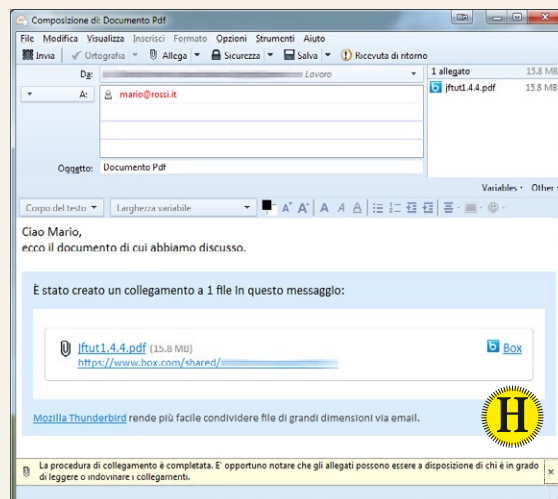 Composizione di: Documento Pdf
File Modifica Visualizza Inserisci Formato Opzioni Strumenti Aiuto
Invia Ortografia Allega Sicurezza Salva Ricevuta di ritorno
Da: Lavoro
1 allegato 15.8 MB
A: mario@rossi.it
jftut1.4.4.pdf 15.8 MB
Oggetto: Documento Pdf
Variables Other
Corpo del testo Larghezza variabile
Ciao Mario,
ecco il documento di cui abbiamo discusso.
È stato creato un collegamento a 1 file in questo messaggio:
jftut1.4.4.pdf (15.8 MB) Box
https://www.box.com/shared/
Mozilla Thunderbird rende più facile condividere file di grandi dimensioni via email.
H
La procedura di collegamento è completata. E' opportuno notare che gli allegati possono essere a disposizione di chi è in grado
di leggere o indovinare i collegamenti.